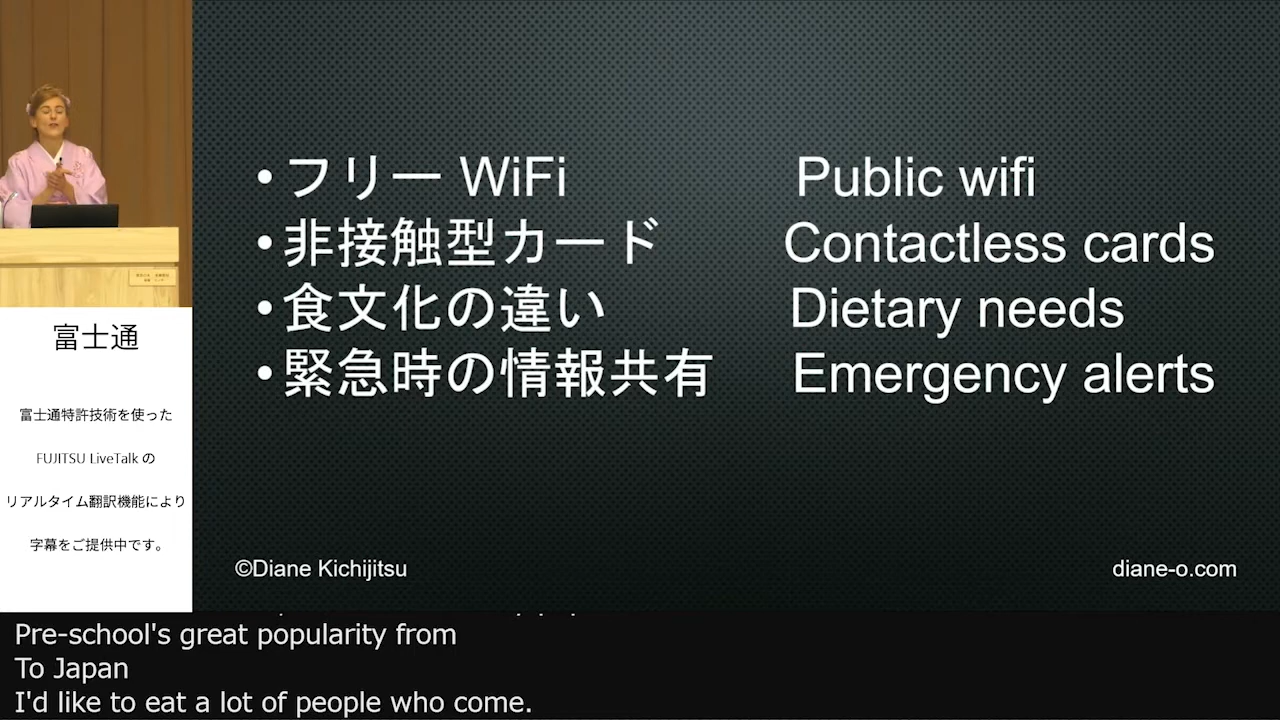 • フリー WiFi Public wifi
• 非接触型カード Contactless cards
• 食文化の違い Dietary needs
• 緊急時の情報共有 Emergency alerts
©Diane Kichijitsu diane-o.com
富士通
富士通特許技術を使った
FUJITSU LiveTalk の
リアルタイム翻訳機能により
字幕をご提供中です。
Pre-school's great popularity from
To Japan
I'd like to eat a lot of people who come.